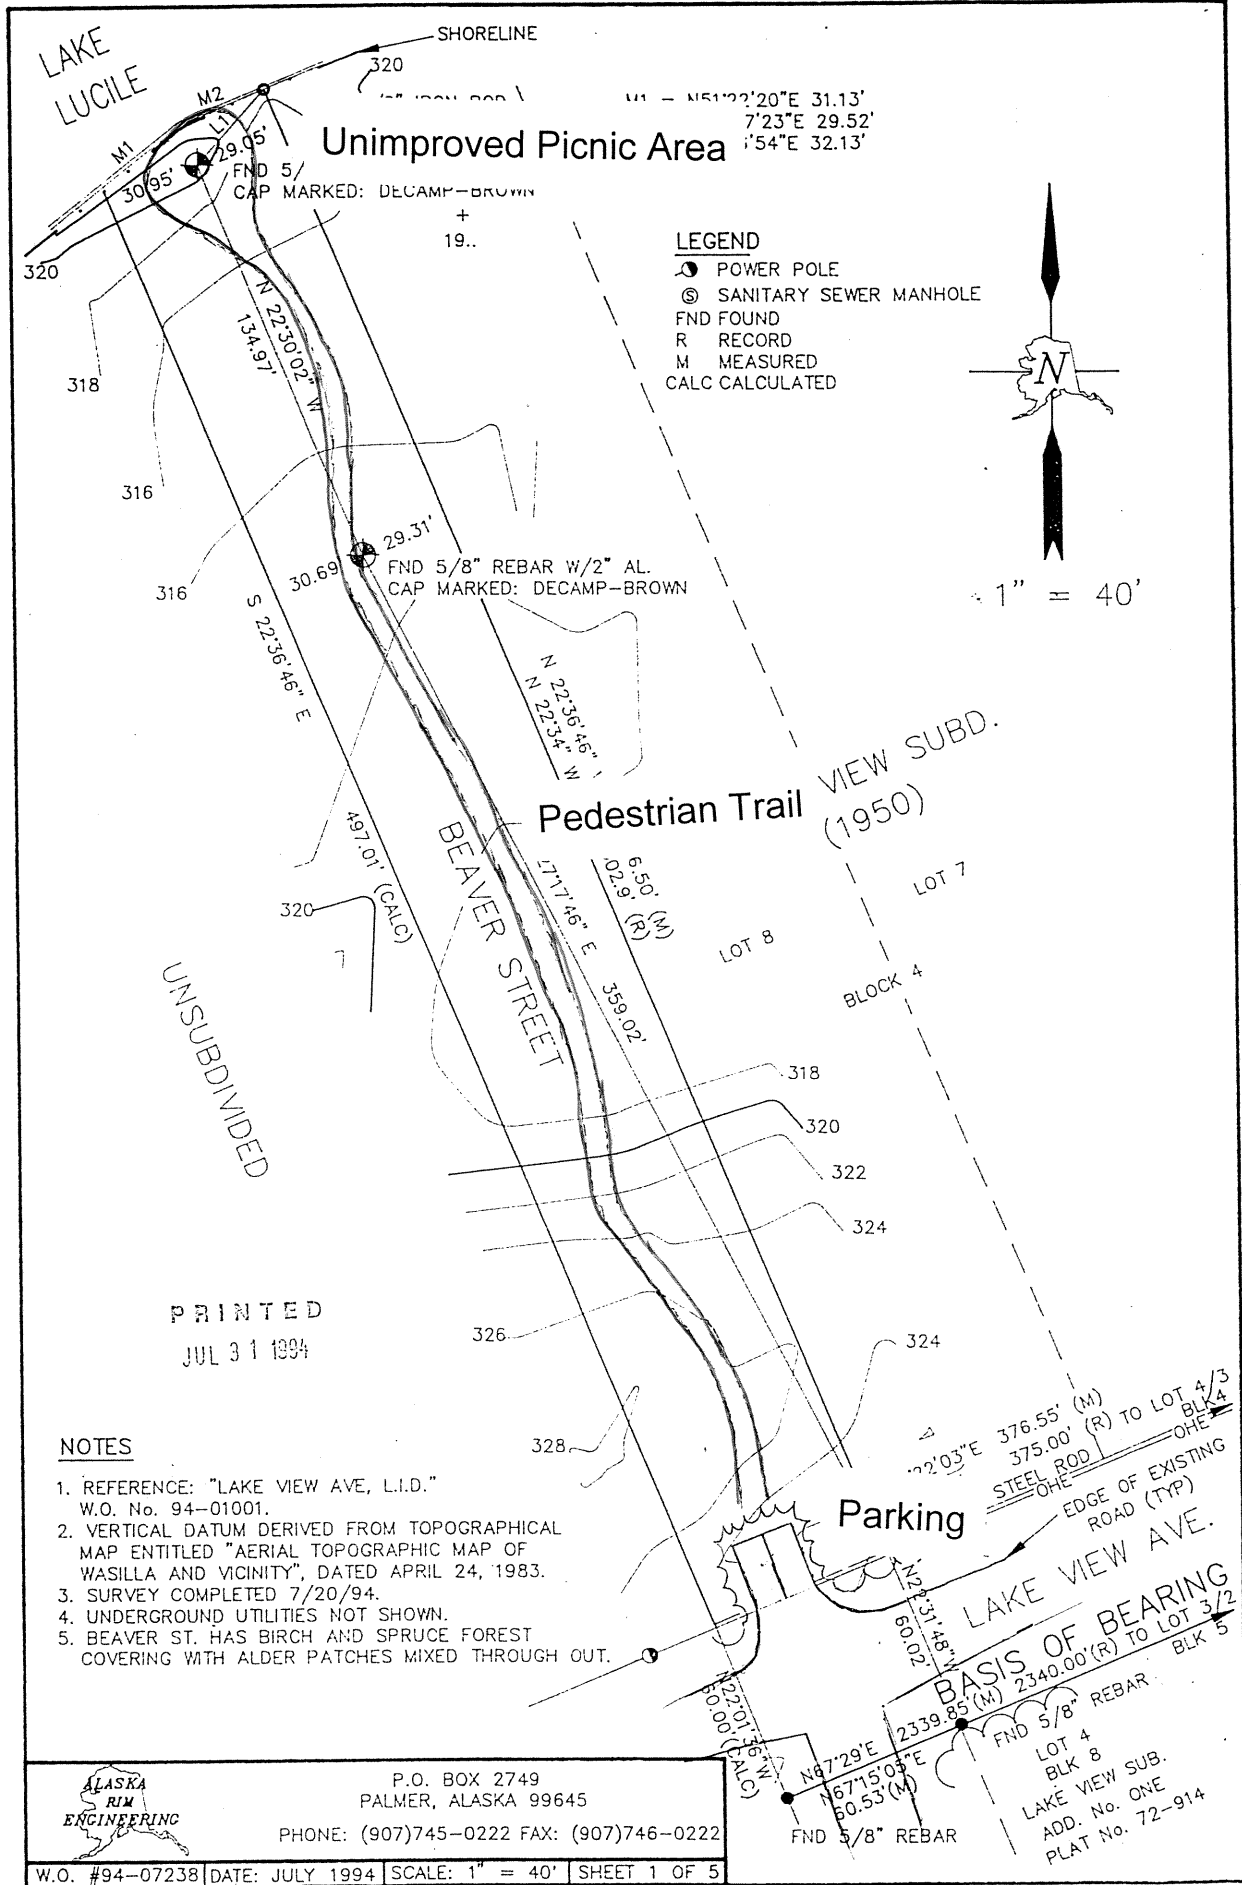 LAKE
LUCILE
SHORELINE
320
M1 = N51°22'20"E 31.13'
7'23"E 29.52'
'54"E 32.13'
Unimproved Picnic Area
M2
L1
M1
29.05'
30.95'
FND 5/
CAP MARKED: DECAMP-BROWN
+
19..
320
LEGEND
POWER POLE
Ⓢ SANITARY SEWER MANHOLE
FND FOUND
R RECORD
M MEASURED
CALC CALCULATED
N
1" = 40'
N 22°30'02" W
134.97'
318
316
316
29.31'
30.69
FND 5/8" REBAR W/2" AL.
CAP MARKED: DECAMP-BROWN
S 22°36'46" E
497.01' (CALC)
N 22°36'46"
N 22°34" W
VIEW SUBD.
(1950)
Pedestrian Trail
BEAVER STREET
6.50' (M)
02.9' (R)
17'46" E
359.02'
LOT 7
LOT 8
BLOCK 4
320
7
UNSUBDIVIDED
318
320
322
324
326
324
328
PRINTED
JUL 31 1994
NOTES
1. REFERENCE: "LAKE VIEW AVE, L.I.D."
W.O. No. 94-01001.
2. VERTICAL DATUM DERIVED FROM TOPOGRAPHICAL
MAP ENTITLED "AERIAL TOPOGRAPHIC MAP OF
WASILLA AND VICINITY", DATED APRIL 24, 1983.
3. SURVEY COMPLETED 7/20/94.
4. UNDERGROUND UTILITIES NOT SHOWN.
5. BEAVER ST. HAS BIRCH AND SPRUCE FOREST
COVERING WITH ALDER PATCHES MIXED THROUGH OUT.
Parking
22'03"E 376.55' (M)
375.00' (R) TO LOT 4/3
BLK4
STEEL ROD
OHE
OHE
EDGE OF EXISTING
ROAD (TYP)
LAKE VIEW AVE.
BASIS OF BEARING
N22°31'48"W
60.02'
N22°01'36"W
60.00'(CALC)
N67°29'E 2339.85'(M) 2340.00'(R) TO LOT 3/2
BLK 5
N67°15'05"E
60.53'(M)
FND 5/8" REBAR
FND 5/8" REBAR
LOT 4
BLK 8
LAKE VIEW SUB.
ADD. No. ONE
PLAT No. 72-914
ALASKA
RIM
ENGINEERING
P.O. BOX 2749
PALMER, ALASKA 99645
PHONE: (907)745-0222 FAX: (907)746-0222
W.O. #94-07238 DATE: JULY 1994 SCALE: 1" = 40' SHEET 1 OF 5